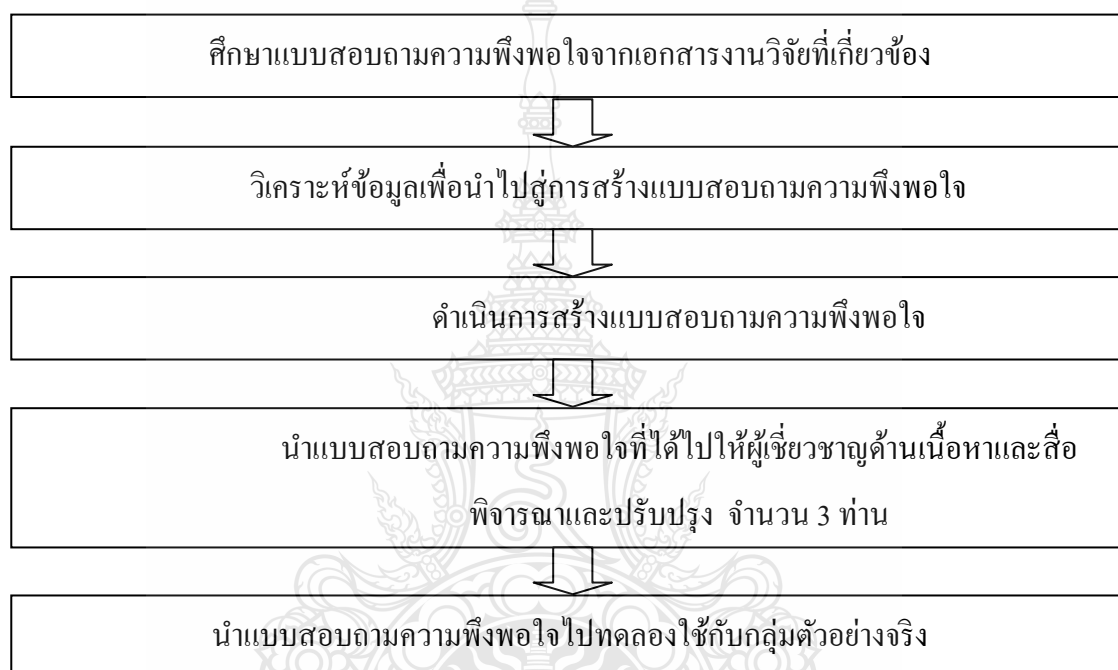 ศึกษาแบบสอบถามความพึงพอใจจากเอกสารงานวิจัยที่เกี่ยวข้อง
วิเคราะห์ข้อมูลเพื่อนำไปสู่การสร้างแบบสอบถามความพึงพอใจ
ดำเนินการสร้างแบบสอบถามความพึงพอใจ
นำแบบสอบถามความพึงพอใจที่ได้ไปให้ผู้เชี่ยวชาญด้านเนื้อหาและสื่อ
พิจารณาและปรับปรุง จำนวน 3 ท่าน
นำแบบสอบถามความพึงพอใจไปทดลองใช้กับกลุ่มตัวอย่างจริง